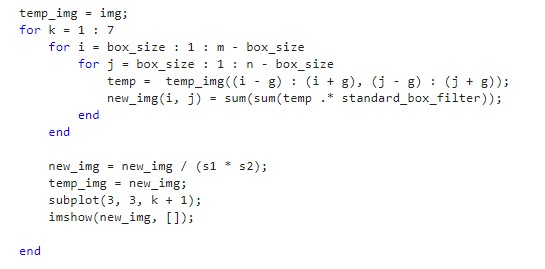 temp_img = img;
for k = 1 : 7
    for i = box_size : 1 : m - box_size
        for j = box_size : 1 : n - box_size
            temp =  temp_img((i - g) : (i + g), (j - g) : (j + g));
            new_img(i, j) = sum(sum(temp .* standard_box_filter));
        end
    end

    new_img = new_img / (s1 * s2);
    temp_img = new_img;
    subplot(3, 3, k + 1);
    imshow(new_img, []);

end